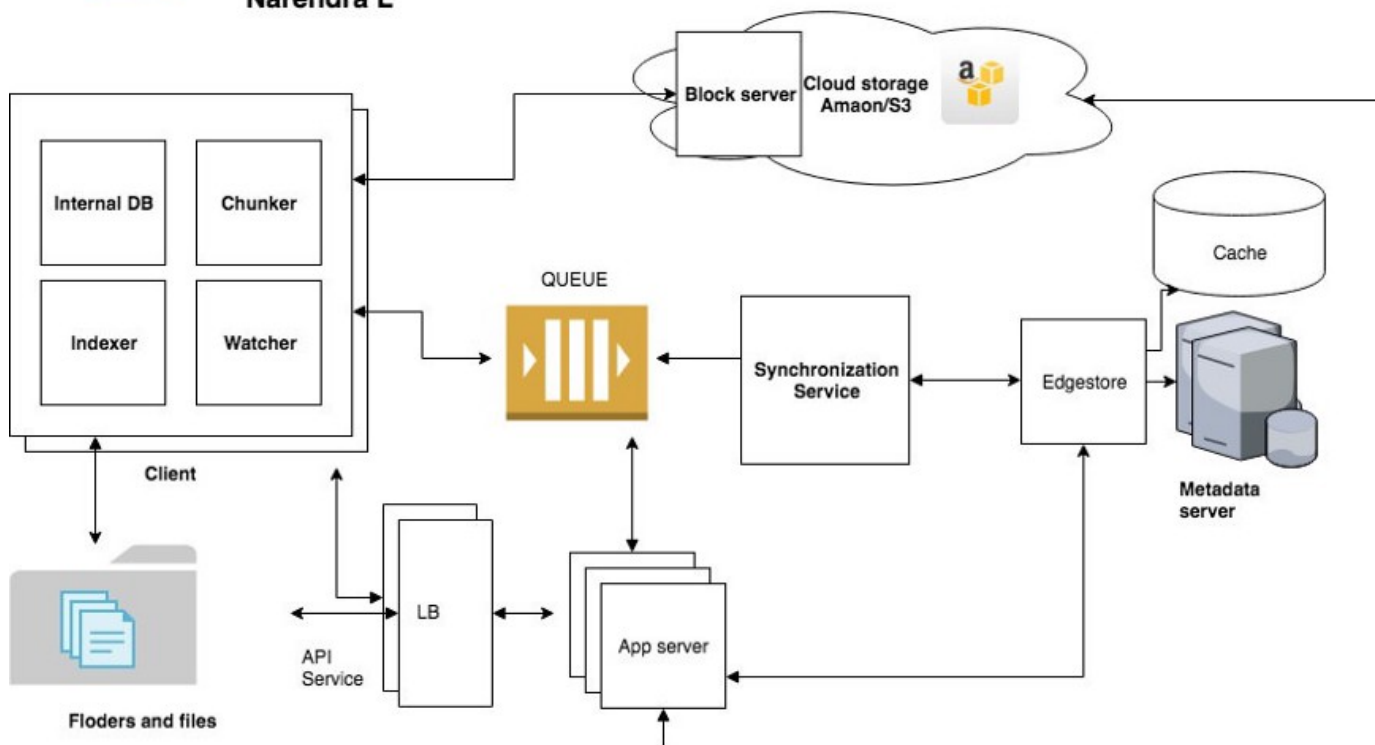 Narendra L
Block server
Cloud storage
Amaon/S3
a
Internal DB
Chunker
Indexer
Watcher
Client
QUEUE
Synchronization
Service
Cache
Edgestore
Metadata
server
LB
API
Service
App server
Floders and files